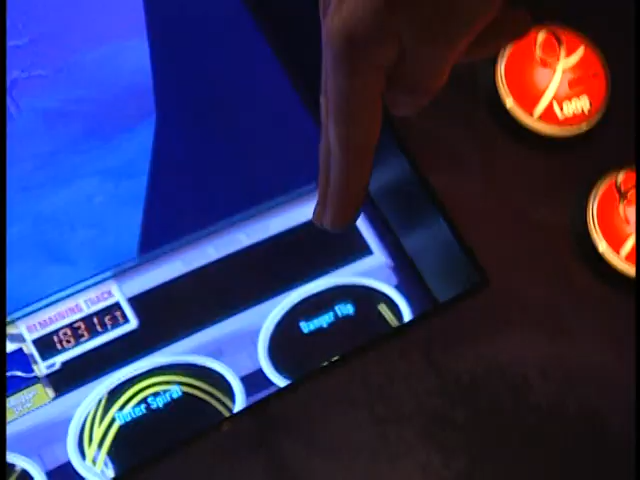 Loop
REMAINING TRACK
1831 FT
Danger Flip
Outer Spiral